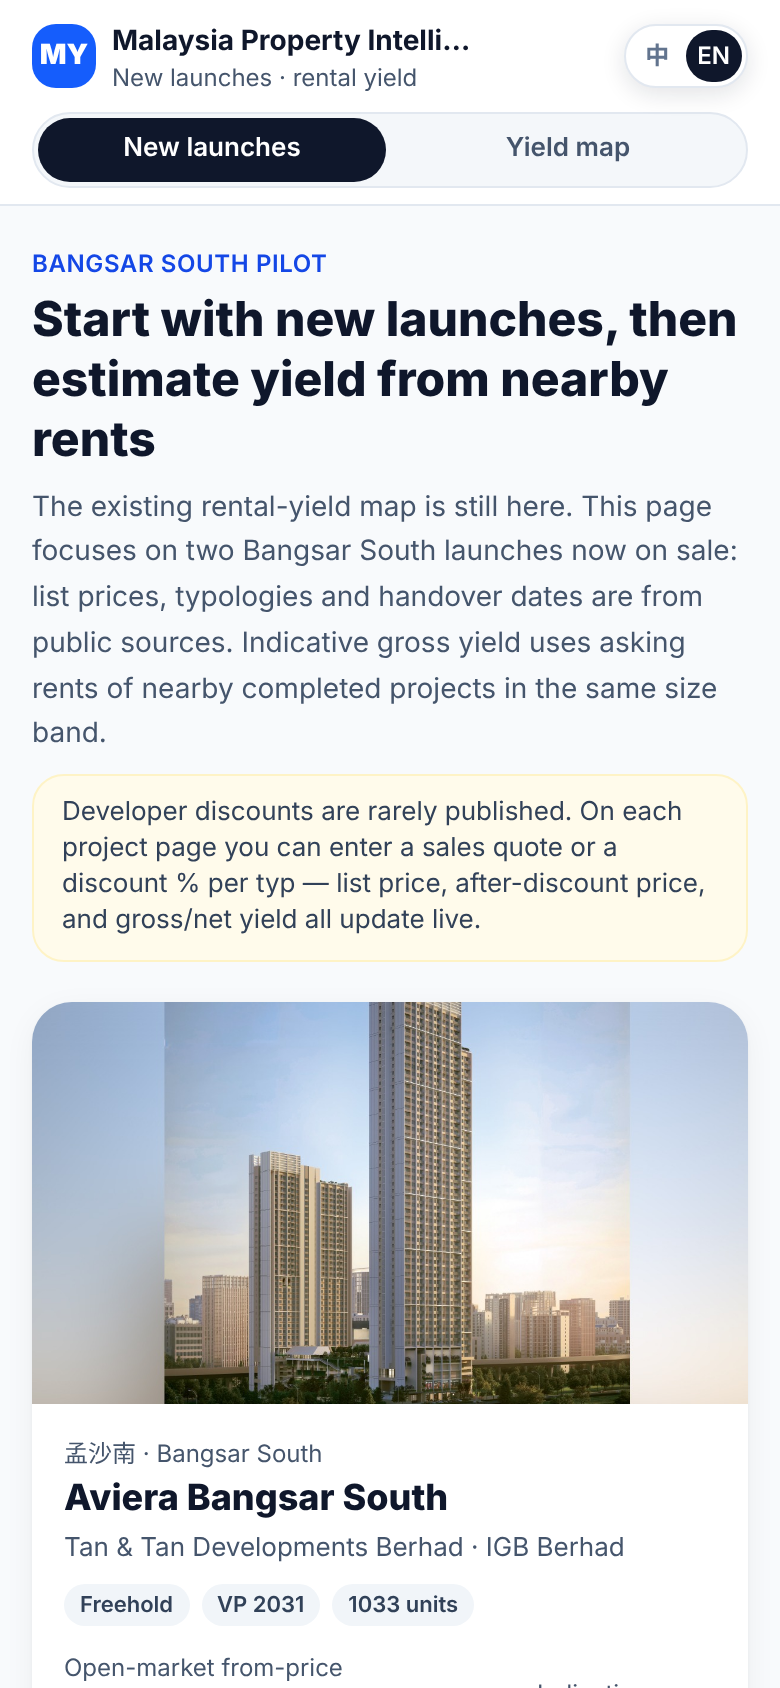 MY
Malaysia Property Intelli...
New launches · rental yield
中 EN
New launches Yield map
BANGSAR SOUTH PILOT
Start with new launches, then
estimate yield from nearby
rents
The existing rental-yield map is still here. This page
focuses on two Bangsar South launches now on sale:
list prices, typologies and handover dates are from
public sources. Indicative gross yield uses asking
rents of nearby completed projects in the same size
band.
Developer discounts are rarely published. On each
project page you can enter a sales quote or a
discount % per typ — list price, after-discount price,
and gross/net yield all update live.
孟沙南 · Bangsar South
Aviera Bangsar South
Tan & Tan Developments Berhad · IGB Berhad
Freehold VP 2031 1033 units
Open-market from-price